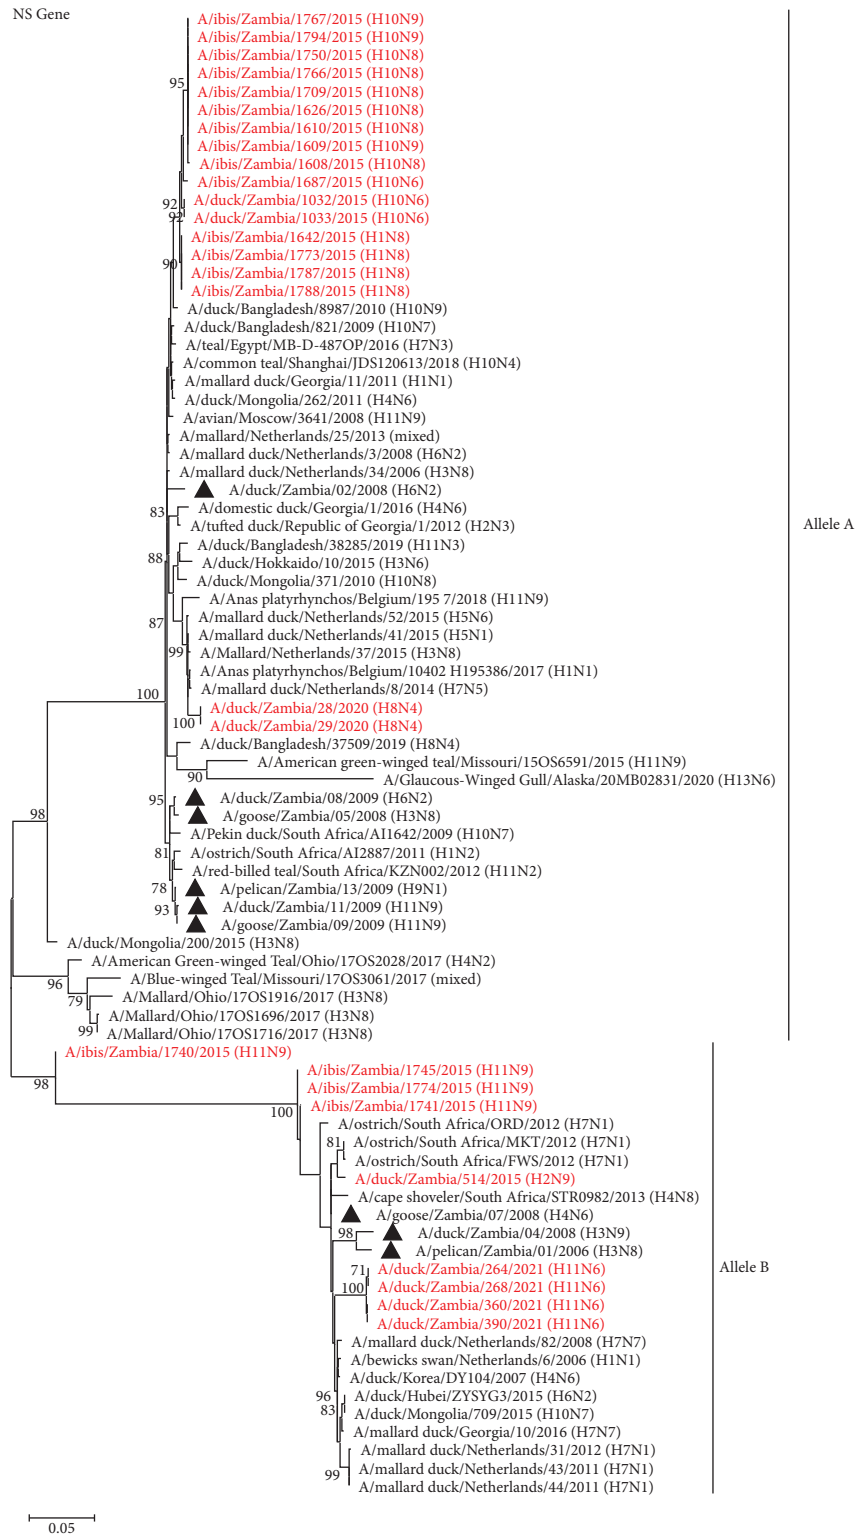 NS Gene
A/ibis/Zambia/1767/2015 (H10N9)
A/ibis/Zambia/1794/2015 (H10N9)
A/ibis/Zambia/1750/2015 (H10N8)
A/ibis/Zambia/1766/2015 (H10N8)
95
A/ibis/Zambia/1709/2015 (H10N8)
A/ibis/Zambia/1626/2015 (H10N8)
A/ibis/Zambia/1610/2015 (H10N8)
A/ibis/Zambia/1609/2015 (H10N9)
A/ibis/Zambia/1608/2015 (H10N8)
A/ibis/Zambia/1687/2015 (H10N6)
92
A/duck/Zambia/1032/2015 (H10N6)
92
A/duck/Zambia/1033/2015 (H10N6)
A/ibis/Zambia/1642/2015 (H1N8)
A/ibis/Zambia/1773/2015 (H1N8)
90
A/ibis/Zambia/1787/2015 (H1N8)
A/ibis/Zambia/1788/2015 (H1N8)
A/duck/Bangladesh/8987/2010 (H10N9)
A/duck/Bangladesh/821/2009 (H10N7)
A/teal/Egypt/MB-D-487OP/2016 (H7N3)
A/common teal/Shanghai/JDS120613/2018 (H10N4)
A/mallard duck/Georgia/11/2011 (H1N1)
A/duck/Mongolia/262/2011 (H4N6)
A/avian/Moscow/3641/2008 (H11N9)
A/mallard/Netherlands/25/2013 (mixed)
A/mallard duck/Netherlands/3/2008 (H6N2)
A/mallard duck/Netherlands/34/2006 (H3N8)
A/duck/Zambia/02/2008 (H6N2)
83
A/domestic duck/Georgia/1/2016 (H4N6)
A/tufted duck/Republic of Georgia/1/2012 (H2N3)
Allele A
A/duck/Bangladesh/38285/2019 (H11N3)
88
A/duck/Hokkaido/10/2015 (H3N6)
A/duck/Mongolia/371/2010 (H10N8)
A/Anas platyrhynchos/Belgium/195 7/2018 (H11N9)
87
A/mallard duck/Netherlands/52/2015 (H5N6)
A/mallard duck/Netherlands/41/2015 (H5N1)
99
A/Mallard/Netherlands/37/2015 (H3N8)
A/Anas platyrhynchos/Belgium/10402 H195386/2017 (H1N1)
100
A/mallard duck/Netherlands/8/2014 (H7N5)
A/duck/Zambia/28/2020 (H8N4)
100
A/duck/Zambia/29/2020 (H8N4)
A/duck/Bangladesh/37509/2019 (H8N4)
A/American green-winged teal/Missouri/15OS6591/2015 (H11N9)
90
A/Glaucous-Winged Gull/Alaska/20MB02831/2020 (H13N6)
95
A/duck/Zambia/08/2009 (H6N2)
98
A/goose/Zambia/05/2008 (H3N8)
A/Pekin duck/South Africa/AI1642/2009 (H10N7)
81
A/ostrich/South Africa/AI2887/2011 (H1N2)
A/red-billed teal/South Africa/KZN002/2012 (H11N2)
78
A/pelican/Zambia/13/2009 (H9N1)
93
A/duck/Zambia/11/2009 (H11N9)
A/goose/Zambia/09/2009 (H11N9)
A/duck/Mongolia/200/2015 (H3N8)
A/American Green-winged Teal/Ohio/17OS2028/2017 (H4N2)
96
A/Blue-winged Teal/Missouri/17OS3061/2017 (mixed)
79
A/Mallard/Ohio/17OS1916/2017 (H3N8)
A/Mallard/Ohio/17OS1696/2017 (H3N8)
99
A/Mallard/Ohio/17OS1716/2017 (H3N8)
A/ibis/Zambia/1740/2015 (H11N9)
A/ibis/Zambia/1745/2015 (H11N9)
98
A/ibis/Zambia/1774/2015 (H11N9)
100
A/ibis/Zambia/1741/2015 (H11N9)
A/ostrich/South Africa/ORD/2012 (H7N1)
81
A/ostrich/South Africa/MKT/2012 (H7N1)
A/ostrich/South Africa/FWS/2012 (H7N1)
A/duck/Zambia/514/2015 (H2N9)
A/cape shoveler/South Africa/STR0982/2013 (H4N8)
A/goose/Zambia/07/2008 (H4N6)
98
A/duck/Zambia/04/2008 (H3N9)
A/pelican/Zambia/01/2006 (H3N8)
71
A/duck/Zambia/264/2021 (H11N6)
Allele B
100
A/duck/Zambia/268/2021 (H11N6)
A/duck/Zambia/360/2021 (H11N6)
A/duck/Zambia/390/2021 (H11N6)
A/mallard duck/Netherlands/82/2008 (H7N7)
A/bewicks swan/Netherlands/6/2006 (H1N1)
A/duck/Korea/DY104/2007 (H4N6)
96
A/duck/Hubei/ZYSYG3/2015 (H6N2)
83
A/duck/Mongolia/709/2015 (H10N7)
A/mallard duck/Georgia/10/2016 (H7N7)
A/mallard duck/Netherlands/31/2012 (H7N1)
99
A/mallard duck/Netherlands/43/2011 (H7N1)
A/mallard duck/Netherlands/44/2011 (H7N1)
0.05